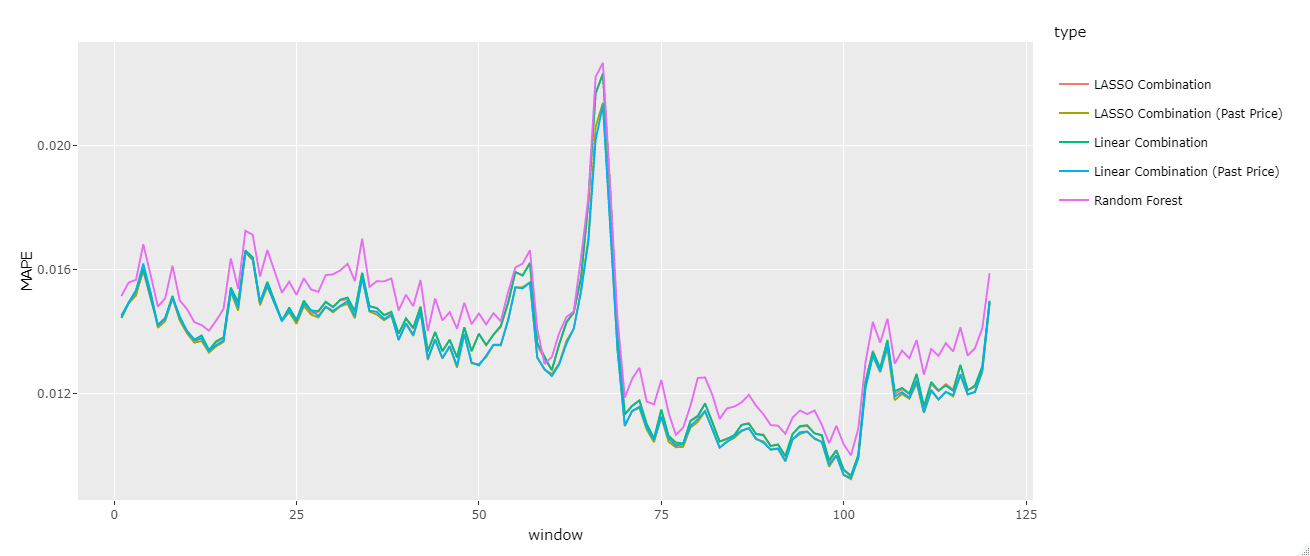 type
LASSO Combination
LASSO Combination (Past Price)
Linear Combination
Linear Combination (Past Price)
Random Forest
MAPE
0.020
0.016
0.012
0
25
50
75
100
125
window